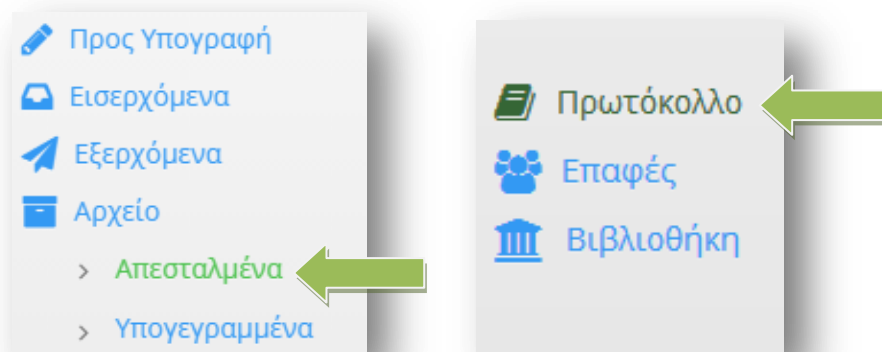 Προς Υπογραφή
Εισερχόμενα
Εξερχόμενα
Αρχείο
Απεσταλμένα
Υπογεγραμμένα
Πρωτόκολλο
Επαφές
Βιβλιοθήκη